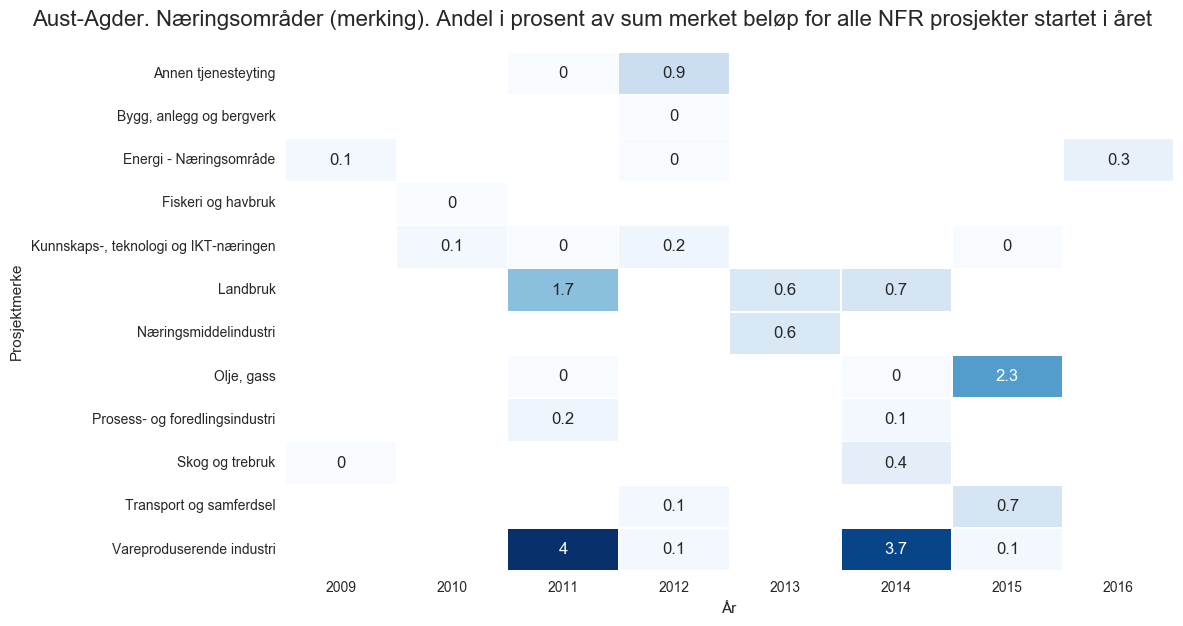 Aust-Agder. Næringsområder (merking). Andel i prosent av sum merket beløp for alle NFR prosjekter startet i året
Prosjektmerke
Annen tjenesteyting 0 0.9
Bygg, anlegg og bergverk 0
Energi - Næringsområde 0.1 0 0.3
Fiskeri og havbruk 0
Kunnskaps-, teknologi og IKT-næringen 0.1 0 0.2 0
Landbruk 1.7 0.6 0.7
Næringsmiddelindustri 0.6
Olje, gass 0 0 2.3
Prosess- og foredlingsindustri 0.2 0.1
Skog og trebruk 0 0.4
Transport og samferdsel 0.1 0.7
Vareproduserende industri 4 0.1 3.7 0.1
2009 2010 2011 2012 2013 2014 2015 2016
År